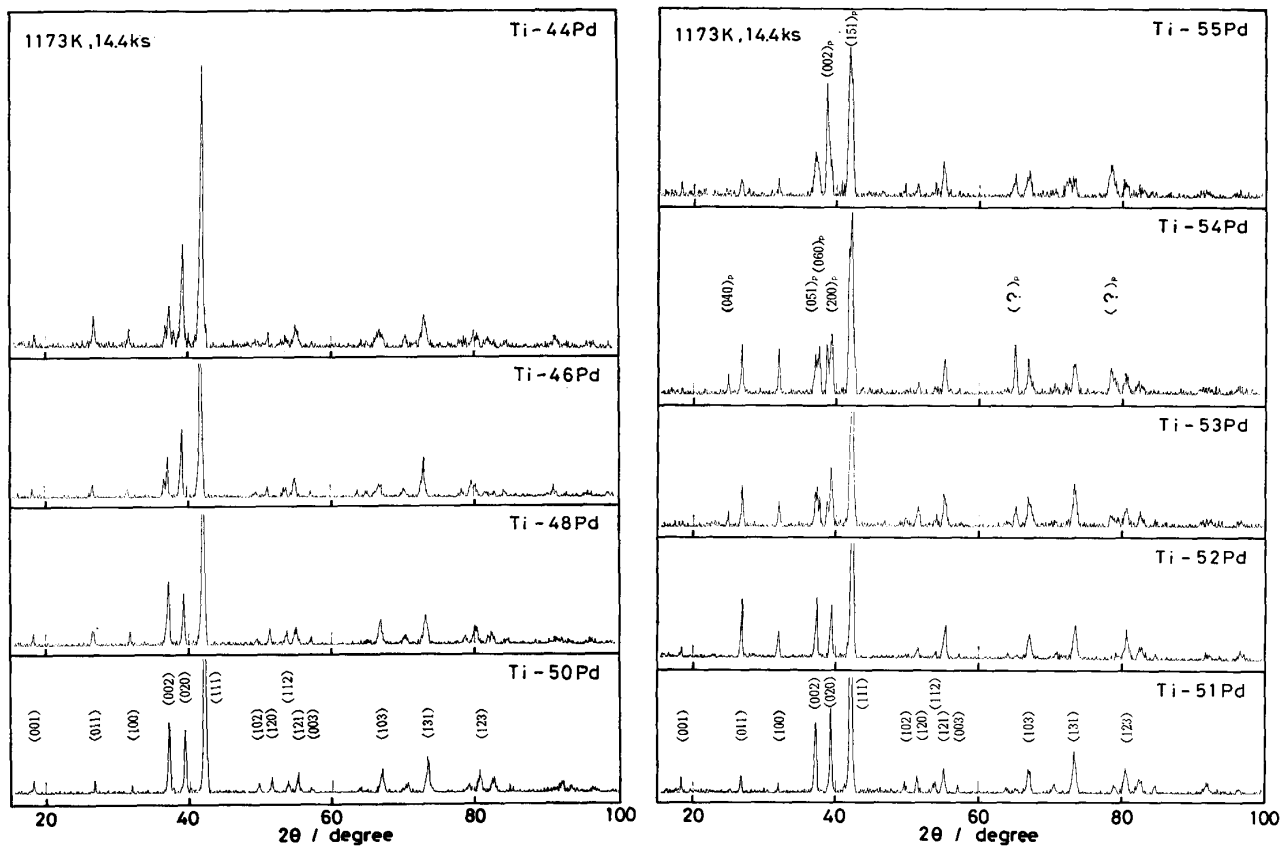 1173K,14.4ks
Ti-44Pd
Ti-46Pd
Ti-48Pd
Ti-50Pd
(001)
(011)
(100)
(002)
(020)
(111)
(102)
(120)
(112)
(121)
(003)
(103)
(131)
(123)
20 40 60 80 100
2θ / degree
1173K,14.4ks
Ti-55Pd
(002)P
(151)P
Ti-54Pd
(040)P
(051)P
(060)P
(200)P
(?)P
(?)P
Ti-53Pd
Ti-52Pd
Ti-51Pd
(001)
(011)
(100)
(002)
(020)
(111)
(102)
(120)
(112)
(121)
(003)
(103)
(131)
(123)
20 40 60 80 100
2θ / degree